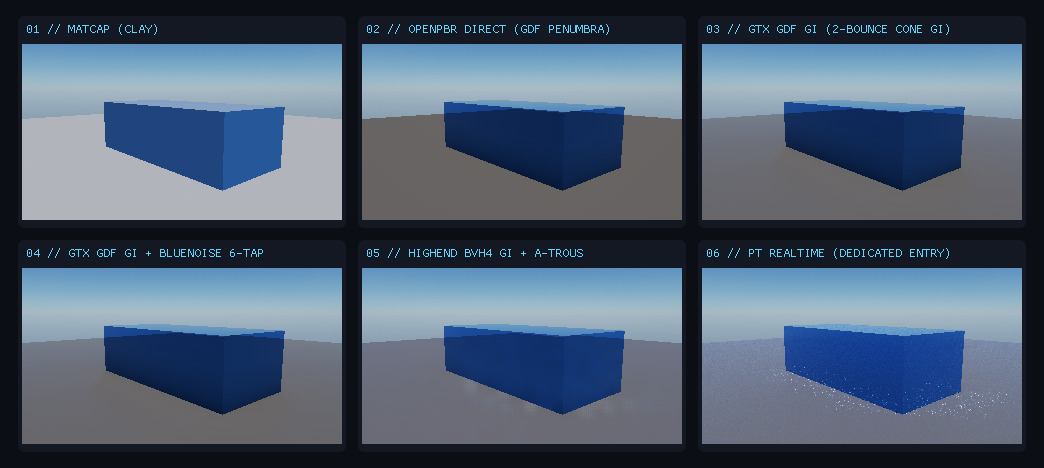 01 // MATCAP (CLAY)
02 // OPENPBR DIRECT (GDF PENUMBRA)
03 // GTX GDF GI (2-BOUNCE CONE GI)
04 // GTX GDF GI + BLUENOISE 6-TAP
05 // HIGHEND BVH4 GI + A-TROUS
06 // PT REALTIME (DEDICATED ENTRY)